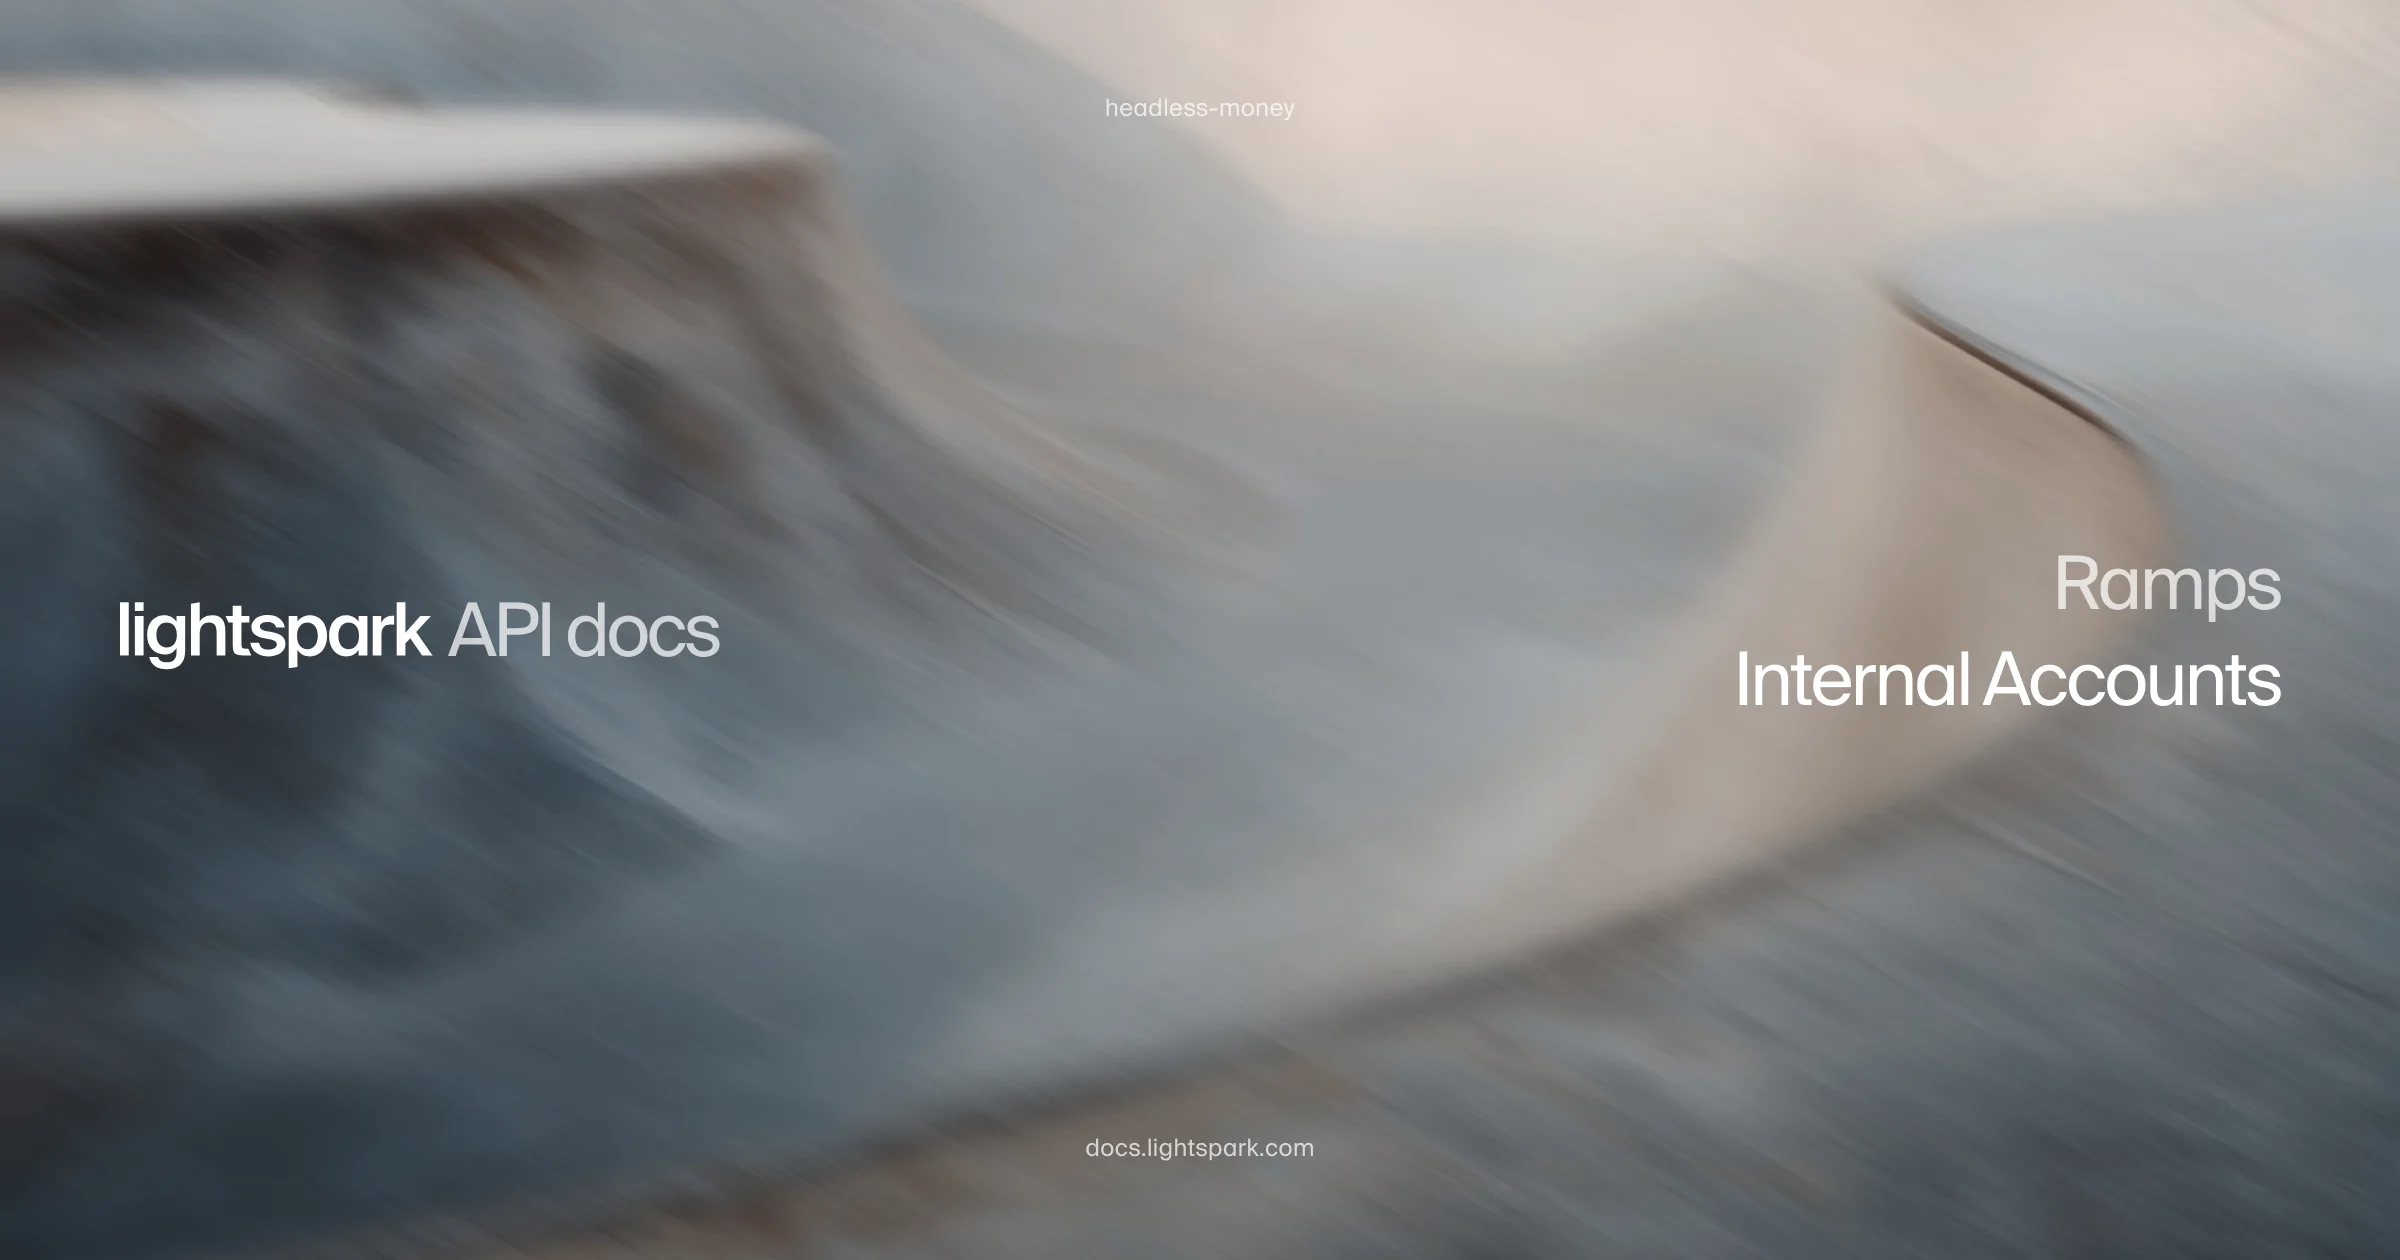 headless-money
lightspark API docs
Ramps
Internal Accounts
docs.lightspark.com